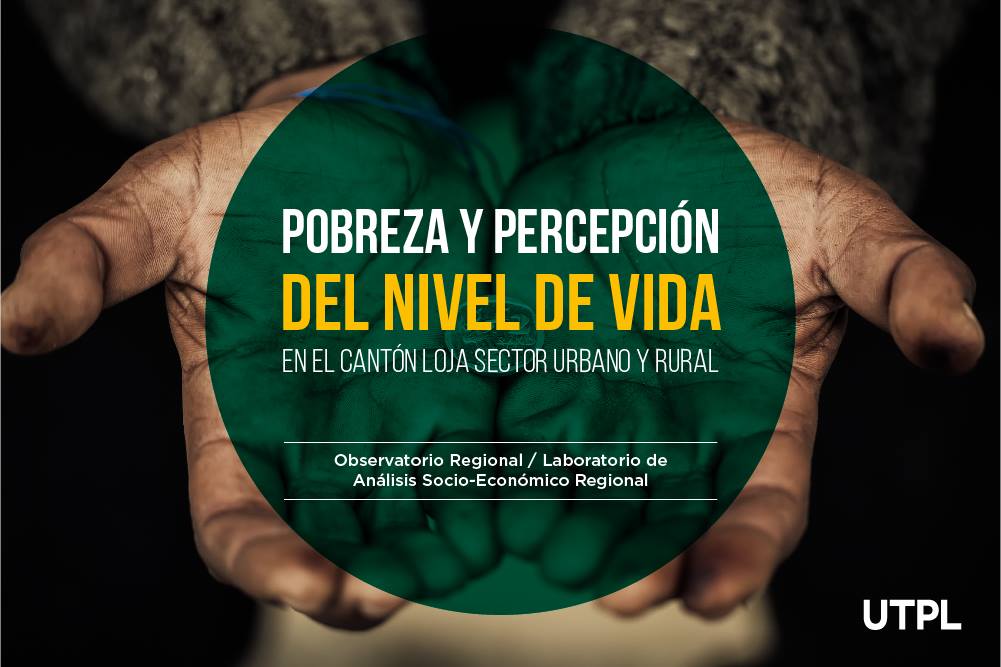 POBREZA Y PERCEPCIÓN
DEL NIVEL DE VIDA
EN EL CANTÓN LOJA SECTOR URBANO Y RURAL
Observatorio Regional / Laboratorio de
Análisis Socio-Económico Regional
UTPL